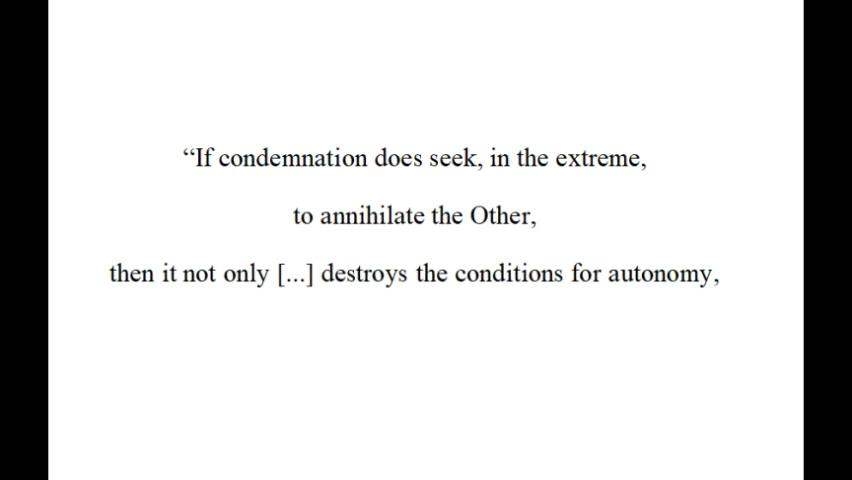 “If condemnation does seek, in the extreme,
to annihilate the Other,
then it not only [...] destroys the conditions for autonomy,